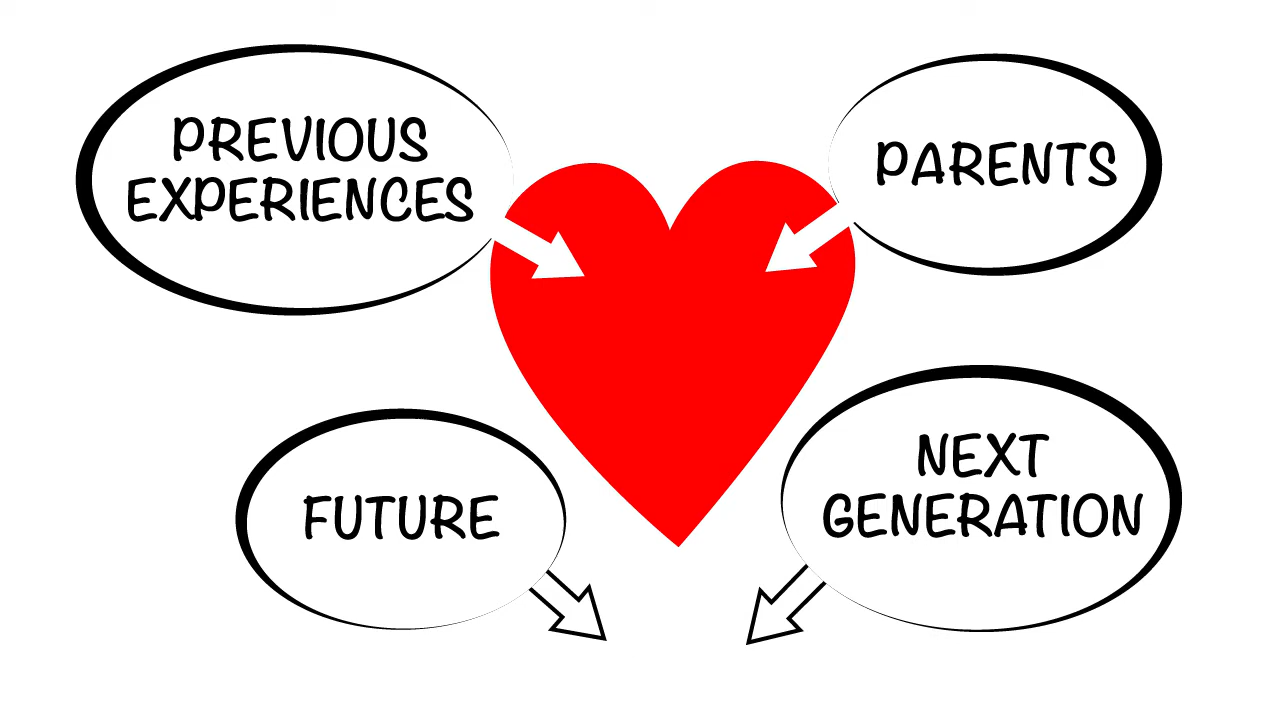 PREVIOUS
EXPERIENCES
PARENTS
FUTURE
NEXT
GENERATION